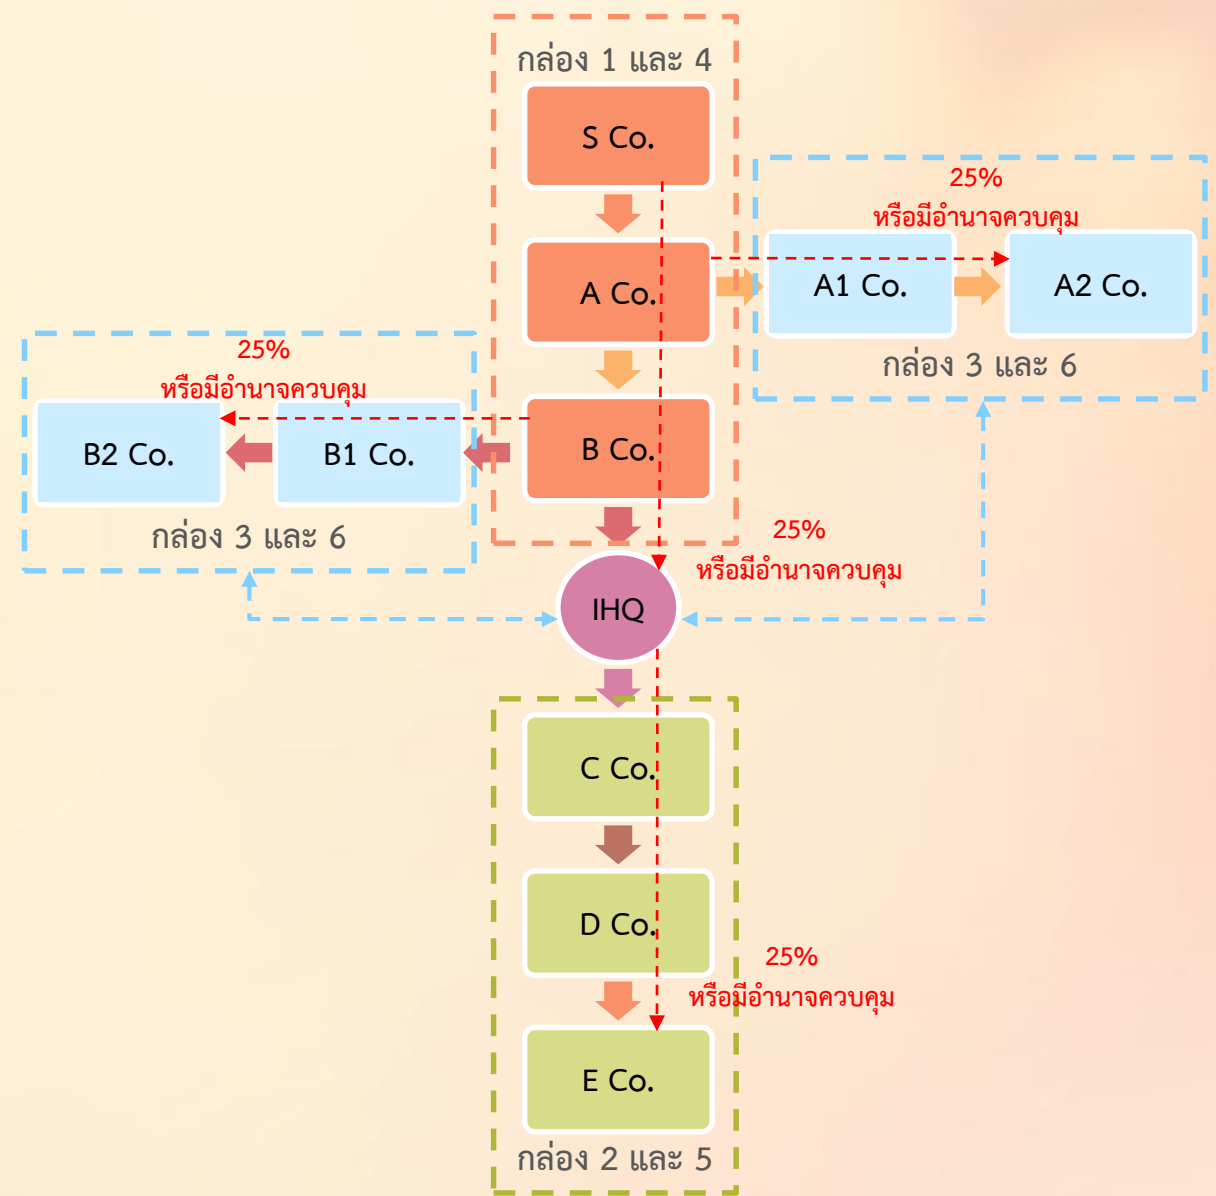 กล่อง 1 และ 4
S Co.
25%
หรือมีอำนาจควบคุม
A Co.
A1 Co.
A2 Co.
กล่อง 3 และ 6
25%
หรือมีอำนาจควบคุม
B2 Co.
B1 Co.
B Co.
กล่อง 3 และ 6
25%
หรือมีอำนาจควบคุม
IHQ
C Co.
D Co.
25%
หรือมีอำนาจควบคุม
E Co.
กล่อง 2 และ 5